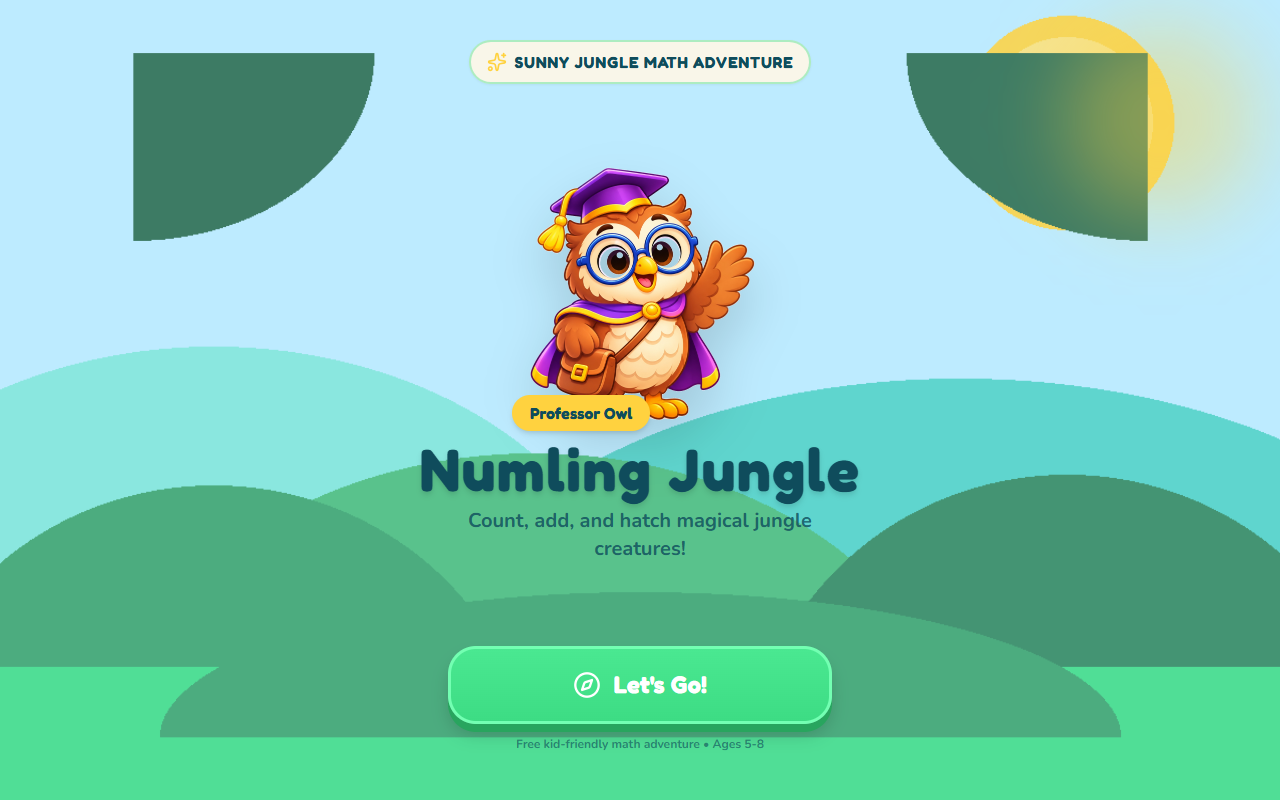 SUNNY JUNGLE MATH ADVENTURE
Professor Owl
Numling Jungle
Count, add, and hatch magical jungle
creatures!
Let's Go!
Free kid-friendly math adventure • Ages 5-8